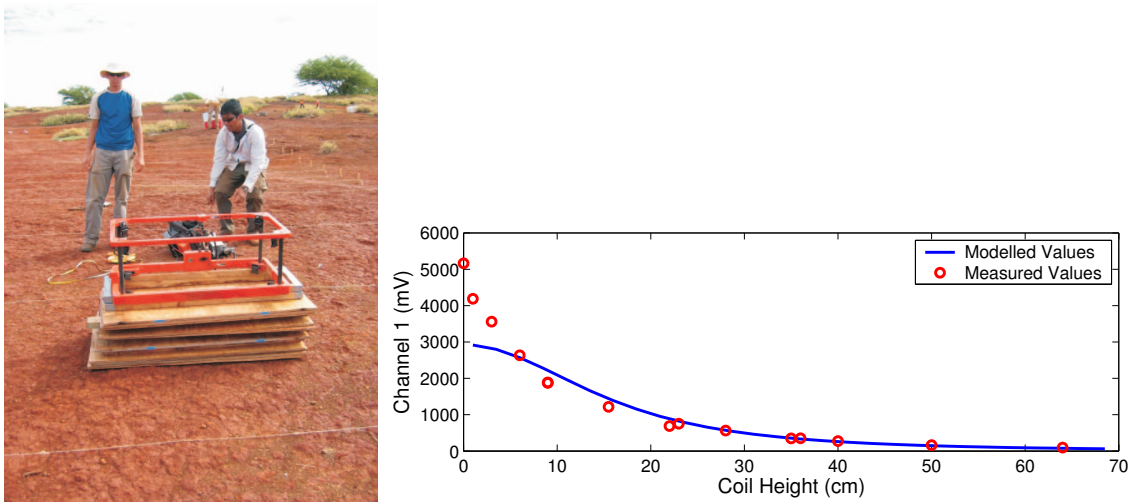 6000
5000
4000
3000
2000
1000
0
Channel 1 (mV)
Modelled Values
Measured Values
0 10 20 30 40 50 60 70
Coil Height (cm)